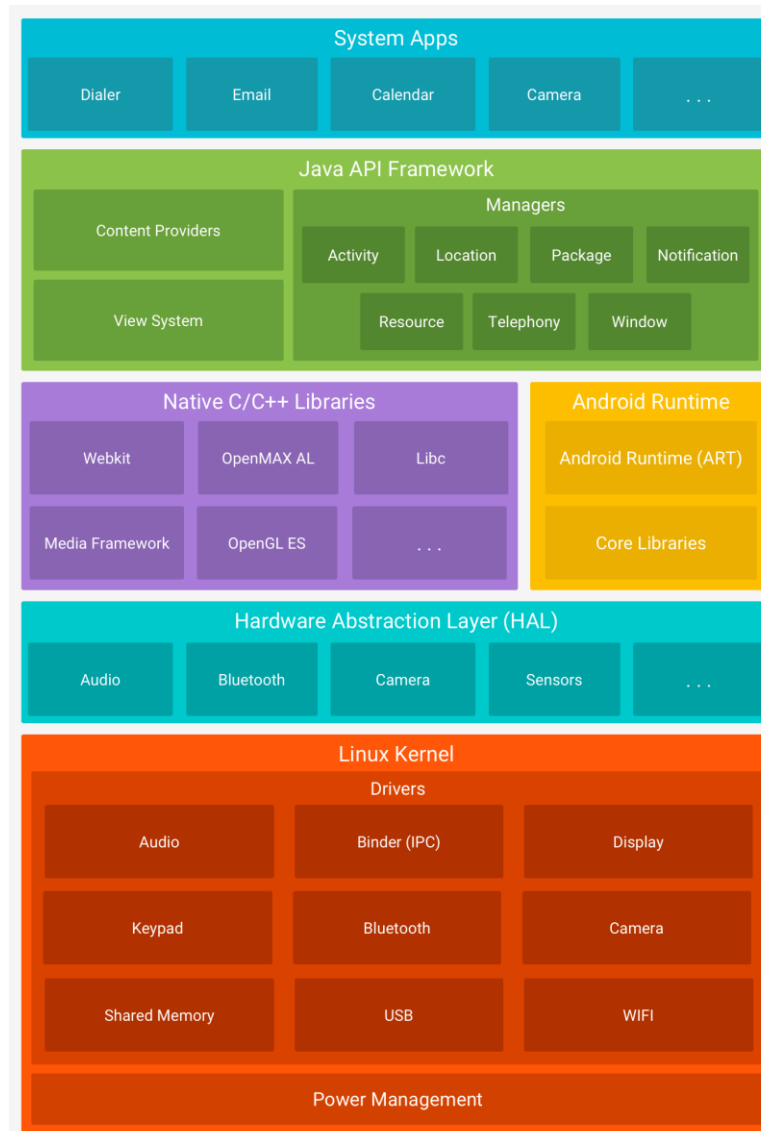 System Apps
Dialer
Email
Calendar
Camera
. . .
Java API Framework
Content Providers
View System
Managers
Activity
Location
Package
Notification
Resource
Telephony
Window
Native C/C++ Libraries
Webkit
OpenMAX AL
Libc
Media Framework
OpenGL ES
. . .
Android Runtime
Android Runtime (ART)
Core Libraries
Hardware Abstraction Layer (HAL)
Audio
Bluetooth
Camera
Sensors
. . .
Linux Kernel
Drivers
Audio
Binder (IPC)
Display
Keypad
Bluetooth
Camera
Shared Memory
USB
WIFI
Power Management